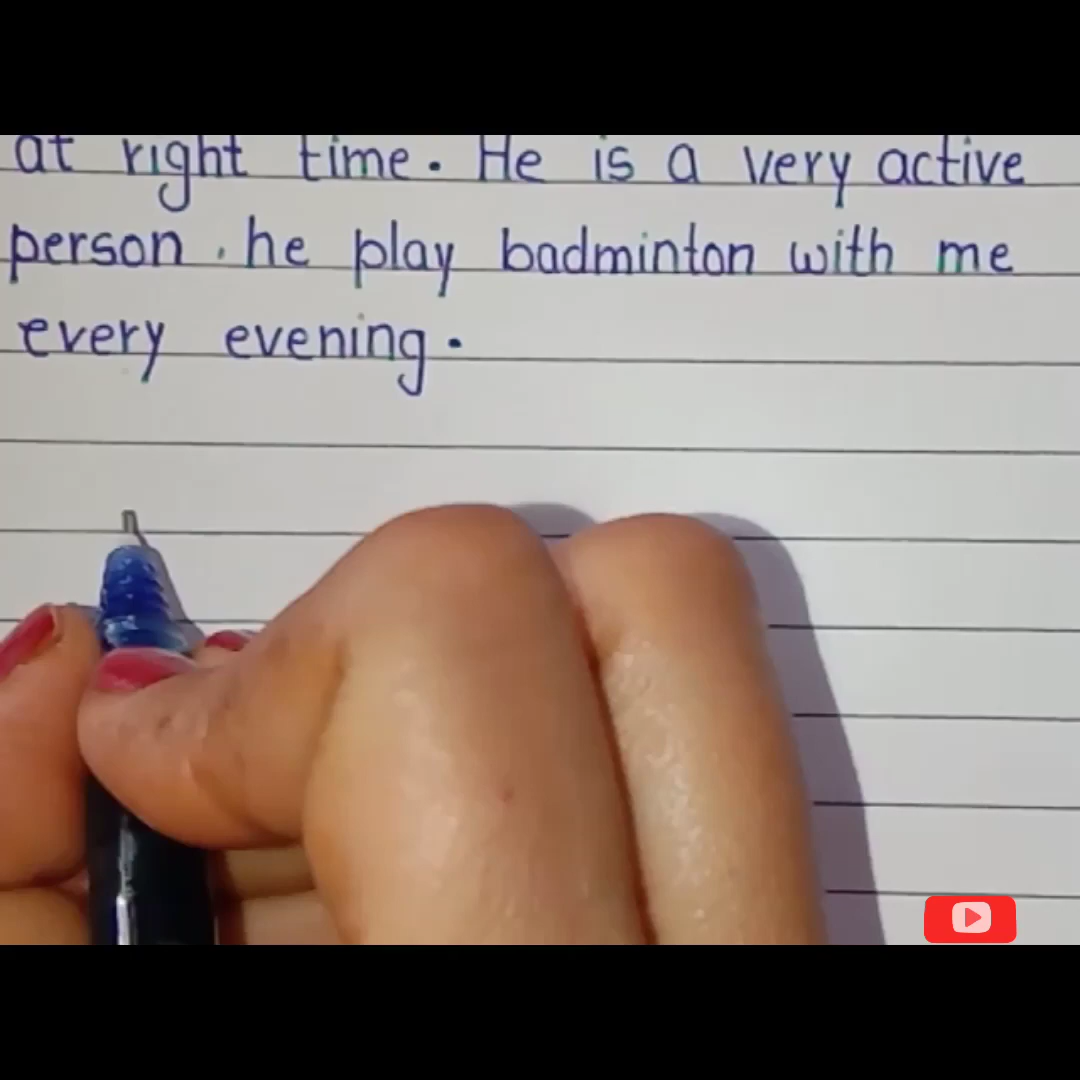 at right time. He is a very active
person. he play badminton with me
every evening.